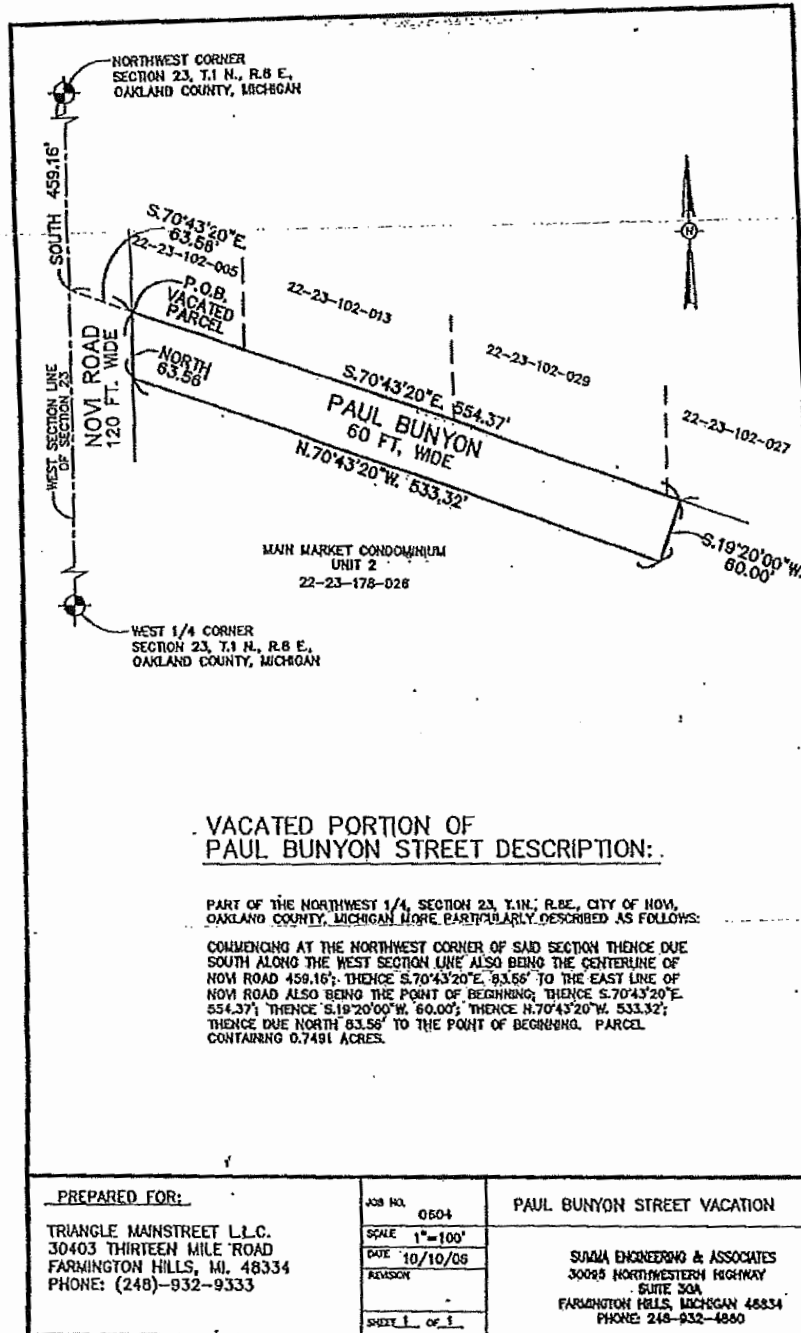 NORTHWEST CORNER
SECTION 23, T.1 N., R.8 E.,
OAKLAND COUNTY, MICHIGAN
SOUTH 459.16'
S.70°43'20"E.
63.56'
22-23-102-005
P.O.B.
VACATED
PARCEL
22-23-102-013
N
NORTH
63.56'
NOVI ROAD
120 FT. WIDE
WEST SECTION LINE
OF SECTION 23
22-23-102-029
S.70°43'20"E. 554.37'
22-23-102-027
PAUL BUNYON
60 FT. WIDE
N.70°43'20"W. 533.32'
S.19°20'00"W.
60.00'
MAIN MARKET CONDOMINIUM
UNIT 2
22-23-178-026
WEST 1/4 CORNER
SECTION 23, T.1 N., R.8 E.,
OAKLAND COUNTY, MICHIGAN
VACATED PORTION OF
PAUL BUNYON STREET DESCRIPTION:
PART OF THE NORTHWEST 1/4, SECTION 23, T.1N., R.8E., CITY OF NOVI,
OAKLAND COUNTY, MICHIGAN MORE PARTICULARLY DESCRIBED AS FOLLOWS:
COMMENCING AT THE NORTHWEST CORNER OF SAID SECTION THENCE DUE
SOUTH ALONG THE WEST SECTION LINE ALSO BEING THE CENTERLINE OF
NOVI ROAD 459.16'; THENCE S.70°43'20"E. 63.56' TO THE EAST LINE OF
NOVI ROAD ALSO BEING THE POINT OF BEGINNING; THENCE S.70°43'20"E.
554.37'; THENCE S.19°20'00"W. 60.00'; THENCE N.70°43'20"W. 533.32';
THENCE DUE NORTH 63.56' TO THE POINT OF BEGINNING. PARCEL
CONTAINING 0.7491 ACRES.
PREPARED FOR:
TRIANGLE MAINSTREET L.L.C.
30403 THIRTEEN MILE ROAD
FARMINGTON HILLS, MI. 48334
PHONE: (248)-932-9333
JOB NO.
0504
SCALE 1"=100'
DATE 10/10/06
REVISION
SHEET 1 OF 1
PAUL BUNYON STREET VACATION
SUMMA ENGINEERING & ASSOCIATES
30095 NORTHWESTERN HIGHWAY
SUITE 30A
FARMINGTON HILLS, MICHIGAN 48334
PHONE: 248-932-4880